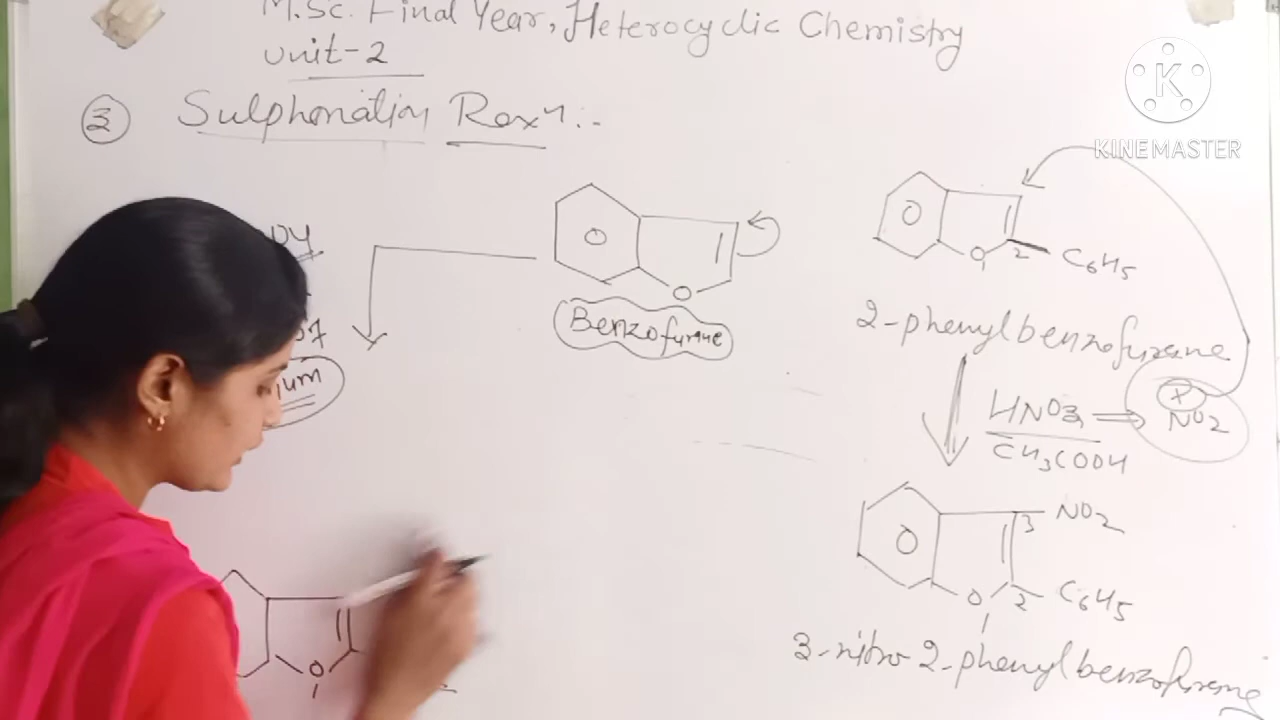 M.Sc. Final Year, Heterocyclic Chemistry
Unit-2
3 Sulphonation Rexn:-
KINEMASTER
K
O
Benzofurane
O 2 C6H5
1
2-phenylbenzofurane
HNO3 ⇒ ⊕NO2
CH3COOH
3 NO2
O 2 C6H5
1
3-nitro 2-phenylbenzofurane
O
1